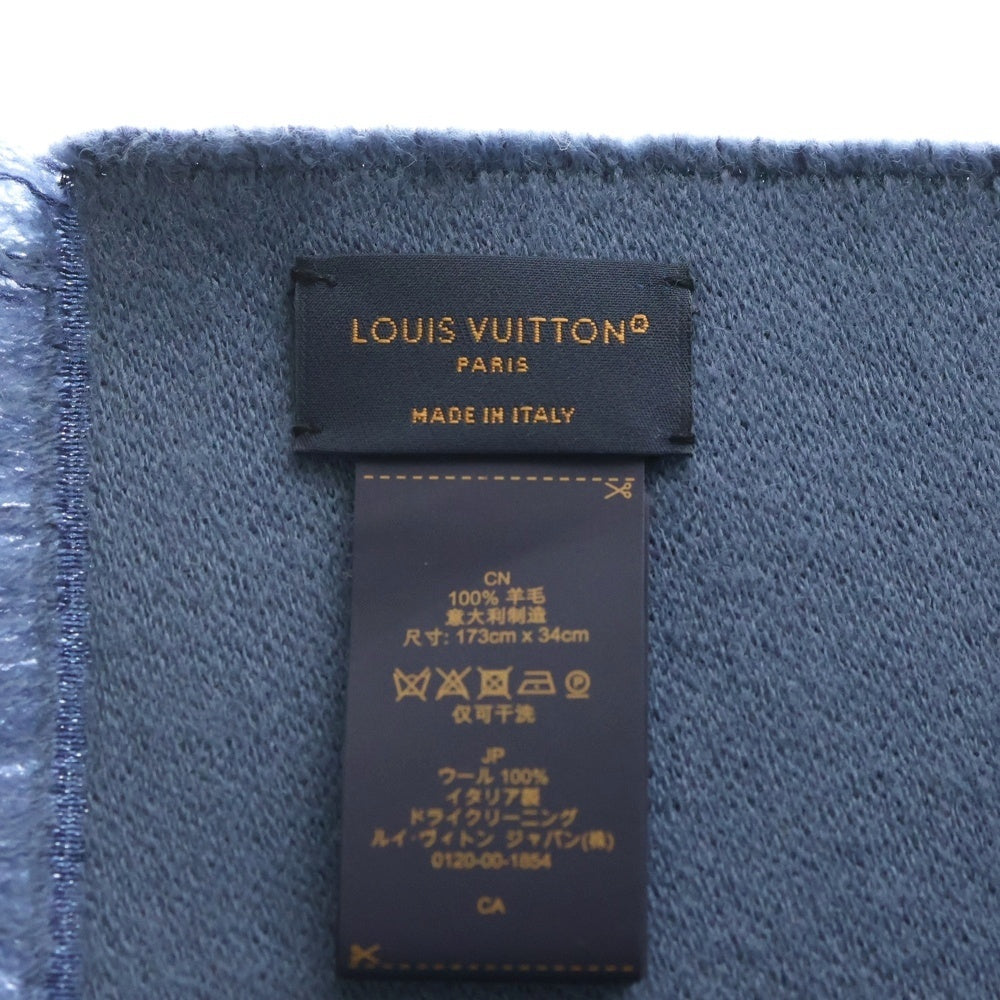 LOUIS VUITTON®
PARIS
MADE IN ITALY
CN
100% 羊毛
意大利制造
尺寸: 173cm x 34cm
P
仅可干洗
JP
ウール 100%
イタリア製
ドライクリーニング
ルイ・ヴィトン ジャパン(株)
0120-00-1854
CA